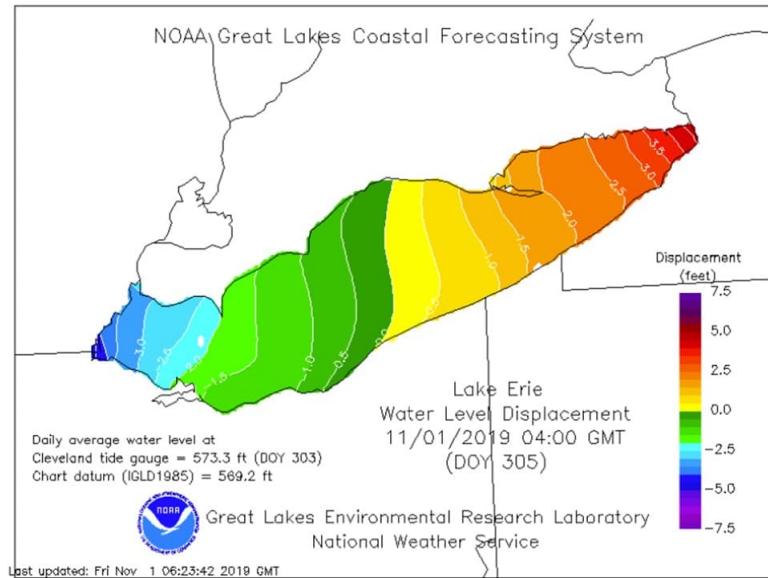 NOAA Great Lakes Coastal Forecasting System
3.5
3.0
2.5
2.0
1.5
1.0
0.5
0.0
-0.5
-1.0
-1.5
-2.0
-2.5
-3.0
Displacement
(feet)
7.5
5.0
2.5
0.0
-2.5
-5.0
-7.5
Lake Erie
Water Level Displacement
11/01/2019 04:00 GMT
(DOY 305)
Daily average water level at
Cleveland tide gauge = 573.3 ft (DOY 303)
Chart datum (IGLD1985) = 569.2 ft
NOAA
Great Lakes Environmental Research Laboratory
National Weather Service
Last updated: Fri Nov 1 06:23:42 2019 GMT